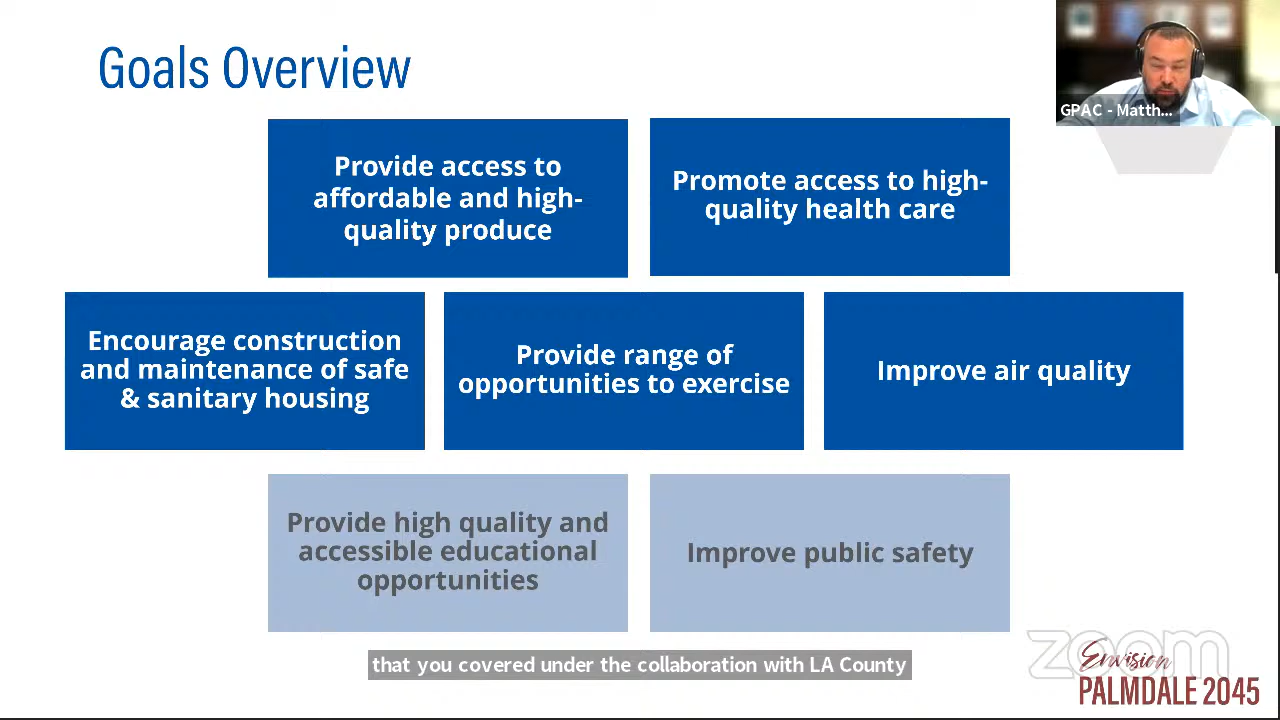 Goals Overview
GPAC - Matth...
Provide access to
affordable and high-
quality produce
Promote access to high-
quality health care
Encourage construction
and maintenance of safe
& sanitary housing
Provide range of
opportunities to exercise
Improve air quality
Provide high quality and
accessible educational
opportunities
Improve public safety
that you covered under the collaboration with LA County
zoom
Envision
PALMDALE 2045